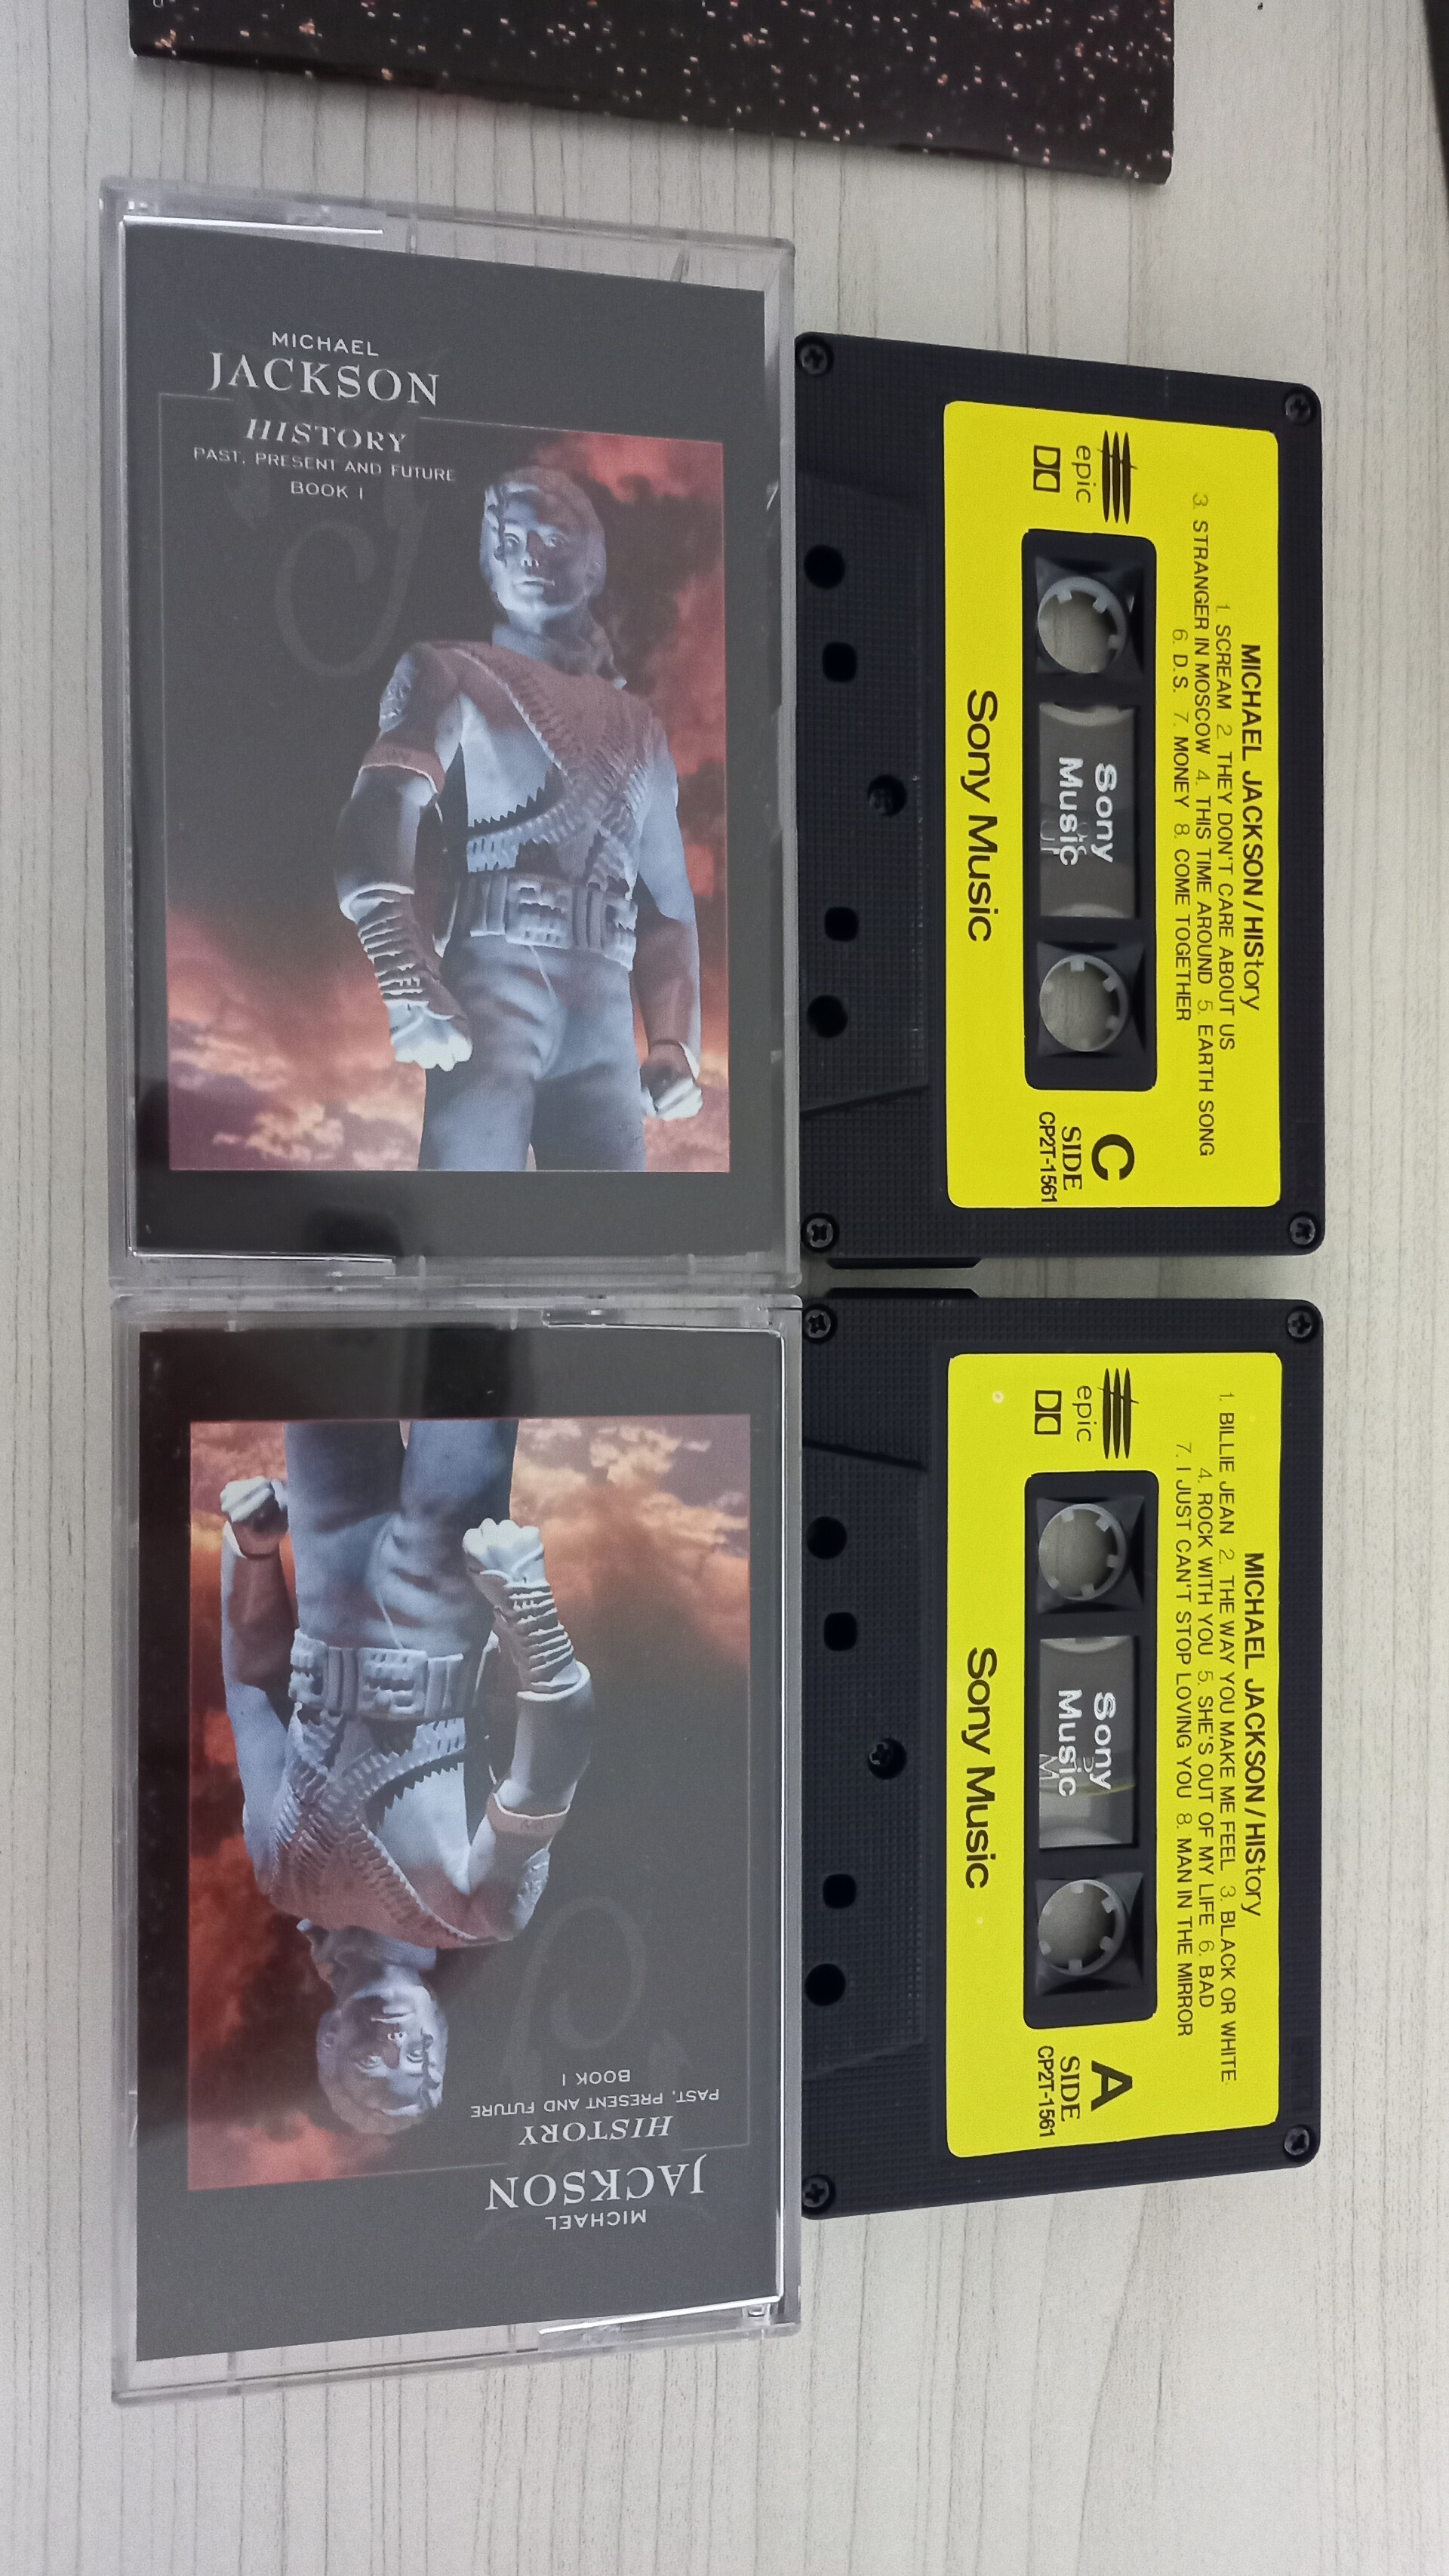 MICHAEL
JACKSON
HISTORY
PAST, PRESENT AND FUTURE
BOOK I
MICHAEL JACKSON / HIStory
1. SCREAM 2. THEY DON'T CARE ABOUT US
3. STRANGER IN MOSCOW 4. THIS TIME AROUND 5. EARTH SONG
6. D.S. 7. MONEY 8. COME TOGETHER
epic
Sony
Music
C
SIDE
CP2T-1561
Sony Music
MICHAEL
JACKSON
HISTORY
PAST, PRESENT AND FUTURE
BOOK I
MICHAEL JACKSON / HIStory
1. BILLIE JEAN 2. THE WAY YOU MAKE ME FEEL 3. BLACK OR WHITE
4. ROCK WITH YOU 5. SHE'S OUT OF MY LIFE 6. BAD
7. I JUST CAN'T STOP LOVING YOU 8. MAN IN THE MIRROR
epic
Sony
Music
A
SIDE
CP2T-1561
Sony Music